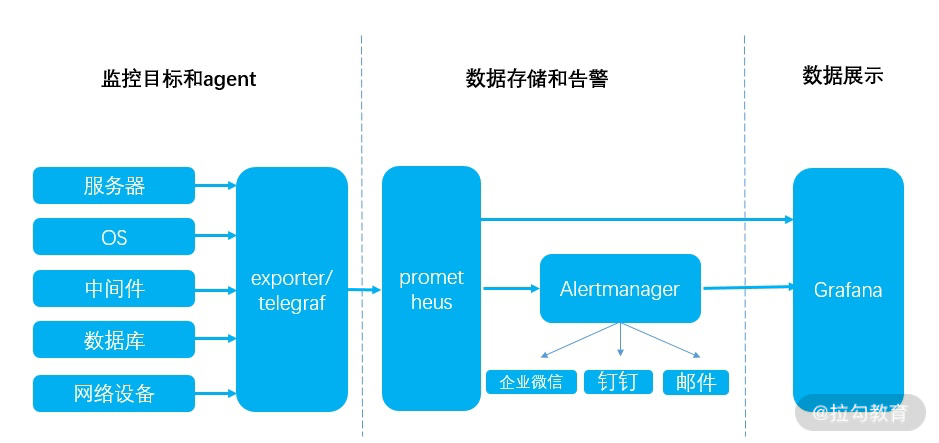 监控目标和agent
数据存储和告警
数据展示
服务器
OS
中间件
数据库
网络设备
exporter/
telegraf
promet
heus
Alertmanager
企业微信
钉钉
邮件
Grafana
@拉勾教育